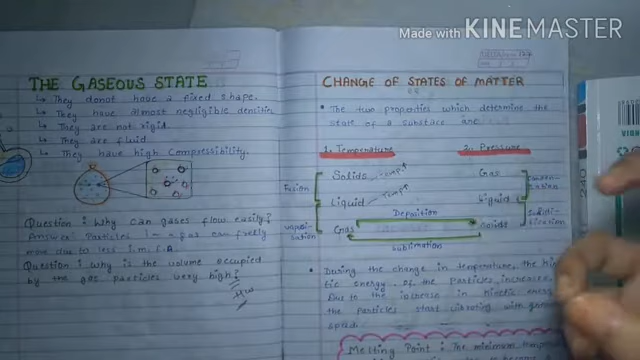 Made with KINEMASTER
THE GASEOUS STATE
↳ They donot have a fixed shape.
↳ They have almost negligible densities
↳ They are not rigid
↳ They are fluid
↳ They have high compressibility.
Question: Why can gases flow easily?
Answer: Particles in a gas can freely
move due to less i.m.F.A.
Question: Why is the volume occupied
by the gas particles very high?
H.W
CHANGE OF STATES OF MATTER
• The two properties which determine the
state of a substace are
1. Temperature 2. Pressure
Solids Temp↑ Gas
Fusion
Liquid Temp↑ Liquid
Deposition
vapori-
sation
Gas Solids
sublimation
• During the change in temperature, the
energy of the particles increases.
Due to the increase in kinetic
the particles start vibrating with
speed.
Melting Point: The minimum